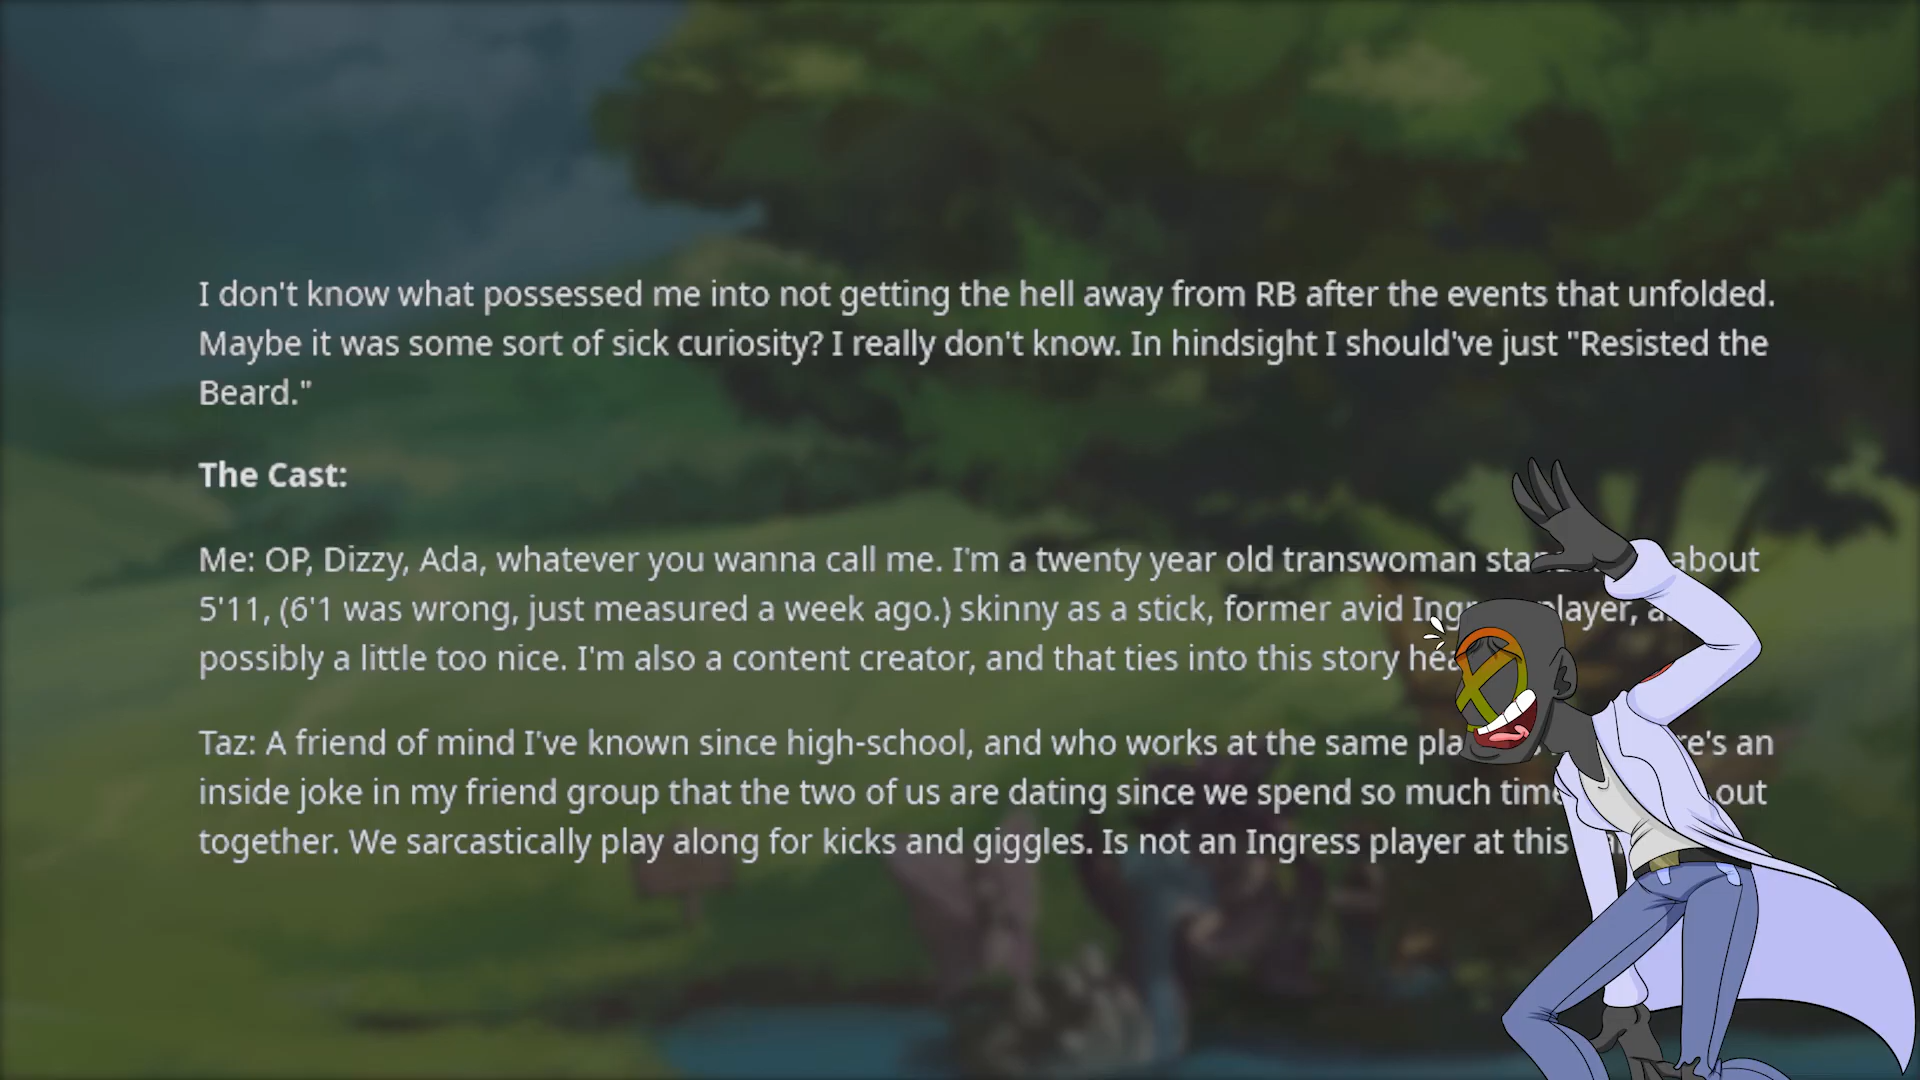 I don't know what possessed me into not getting the hell away from RB after the events that unfolded.
Maybe it was some sort of sick curiosity? I really don't know. In hindsight I should've just "Resisted the
Beard."
The Cast:
Me: OP, Dizzy, Ada, whatever you wanna call me. I'm a twenty year old transwoman about
5'11, (6'1 was wrong, just measured a week ago.) skinny as a stick, former avid player,
possibly a little too nice. I'm also a content creator, and that ties into this story
Taz: A friend of mind I've known since high-school, and who works at the same an
inside joke in my friend group that the two of us are dating since we spend so much time out
together. We sarcastically play along for kicks and giggles. Is not an Ingress player at this